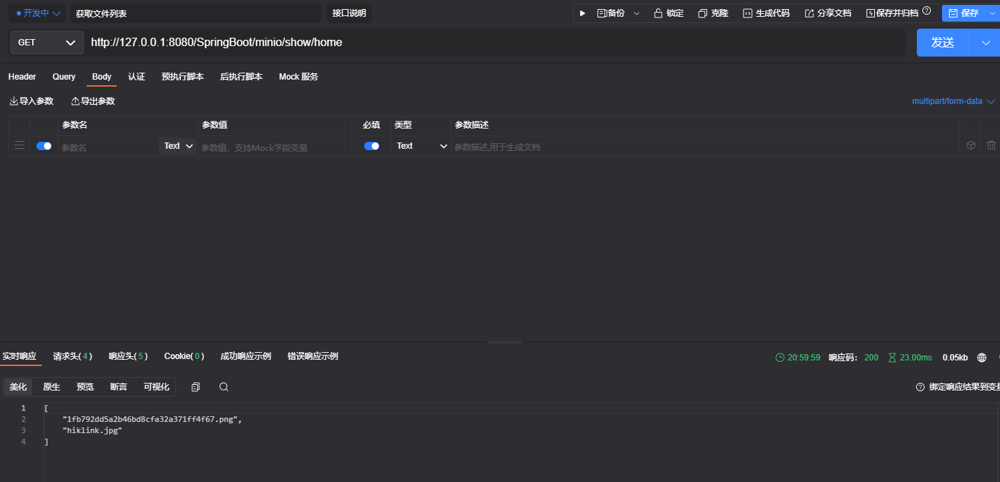 开发中 获取文件列表 接口说明 备份 锁定 克隆 生成代码 分享文档 保存并归档 保存
GET http://127.0.0.1:8080/SpringBoot/minio/show/home 发送
Header Query Body 认证 预执行脚本 后执行脚本 Mock 服务
导入参数 导出参数 multipart/form-data
参数名 参数值 必填 类型 参数描述
参数名 Text 参数值，支持Mock字段变量 Text 参数描述,用于生成文档
实时响应 请求头( 4 ) 响应头( 5 ) Cookie( 0 ) 成功响应示例 错误响应示例 20:59:59 响应码: 200 23.00ms 0.05kb
美化 原生 预览 断言 可视化 绑定响应结果到变量
1 [
2 "1fb792dd5a2b46bd8cfa32a371ff4f67.png",
3 "hiklink.jpg"
4 ]